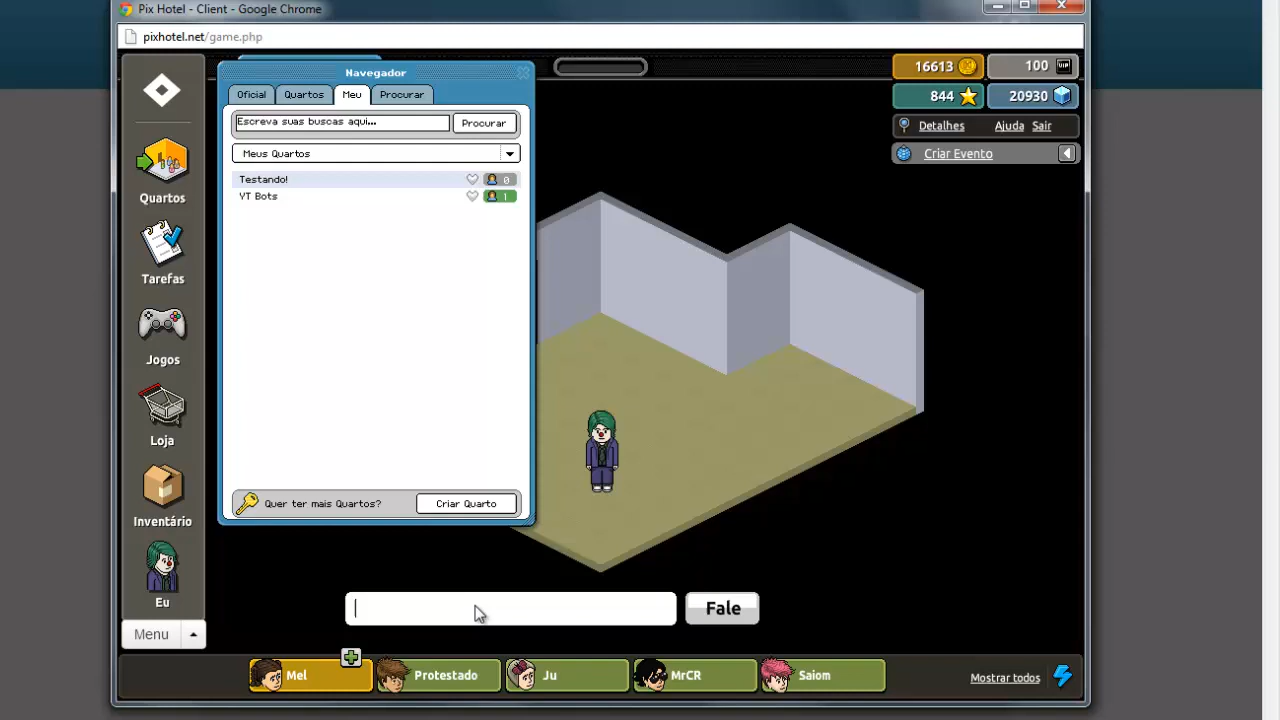 Pix Hotel - Client - Google Chrome
pixhotel.net/game.php
Navegador
Oficial
Quartos
Meu
Procurar
Escreva suas buscas aqui...
Procurar
Meus Quartos
Testando!
0
YT Bots
1
Quer ter mais Quartos?
Criar Quarto
16613
100
VIP
844
20930
Detalhes
Ajuda
Sair
Criar Evento
Quartos
Tarefas
Jogos
Loja
Inventário
Eu
Menu
Fale
Mel
Protestado
Ju
MrCR
Saiom
Mostrar todos